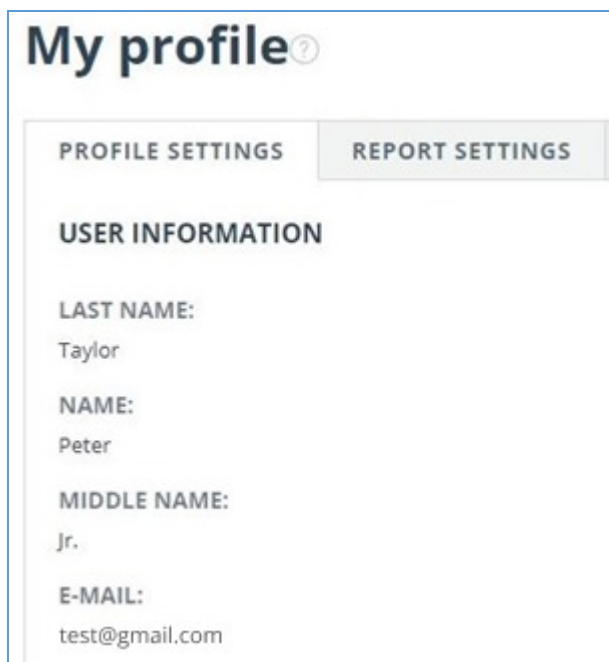 My profile ?
PROFILE SETTINGS REPORT SETTINGS
USER INFORMATION
LAST NAME:
Taylor
NAME:
Peter
MIDDLE NAME:
Jr.
E-MAIL:
test@gmail.com